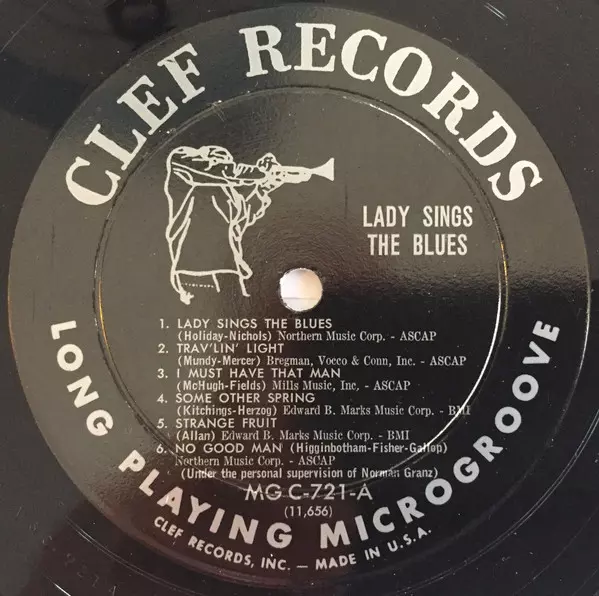 CLEF RECORDS
LADY SINGS
THE BLUES
1. LADY SINGS THE BLUES
(Holiday-Nichols) Northern Music Corp. - ASCAP
2. TRAV'LIN' LIGHT
(Mundy-Mercer) Bregman, Vocco & Conn, Inc. - ASCAP
3. I MUST HAVE THAT MAN
(McHugh-Fields) Mills Music, Inc, - ASCAP
4. SOME OTHER SPRING
(Kitchings-Herzog) Edward B. Marks Music Corp. - BMI
5. STRANGE FRUIT
(Allan) Edward B. Marks Music Corp. - BMI
6. NO GOOD MAN (Higginbotham-Fisher-Gallop)
Northern Music Corp. - ASCAP
(Under the personal supervision of Norman Granz)
MG C-721-A
(11,656)
LONG PLAYING MICROGROOVE
CLEF RECORDS, INC. — MADE IN U.S.A.